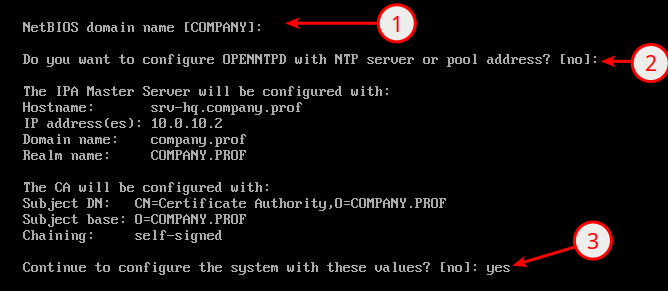 NetBIOS domain name [COMPANY]:
1
Do you want to configure OPENNTPD with NTP server or pool address? [no]:
2
The IPA Master Server will be configured with:
Hostname:       srv-hq.company.prof
IP address(es): 10.0.10.2
Domain name:    company.prof
Realm name:     COMPANY.PROF
The CA will be configured with:
Subject DN:   CN=Certificate Authority,O=COMPANY.PROF
Subject base: O=COMPANY.PROF
Chaining:     self-signed
3
Continue to configure the system with these values? [no]: yes